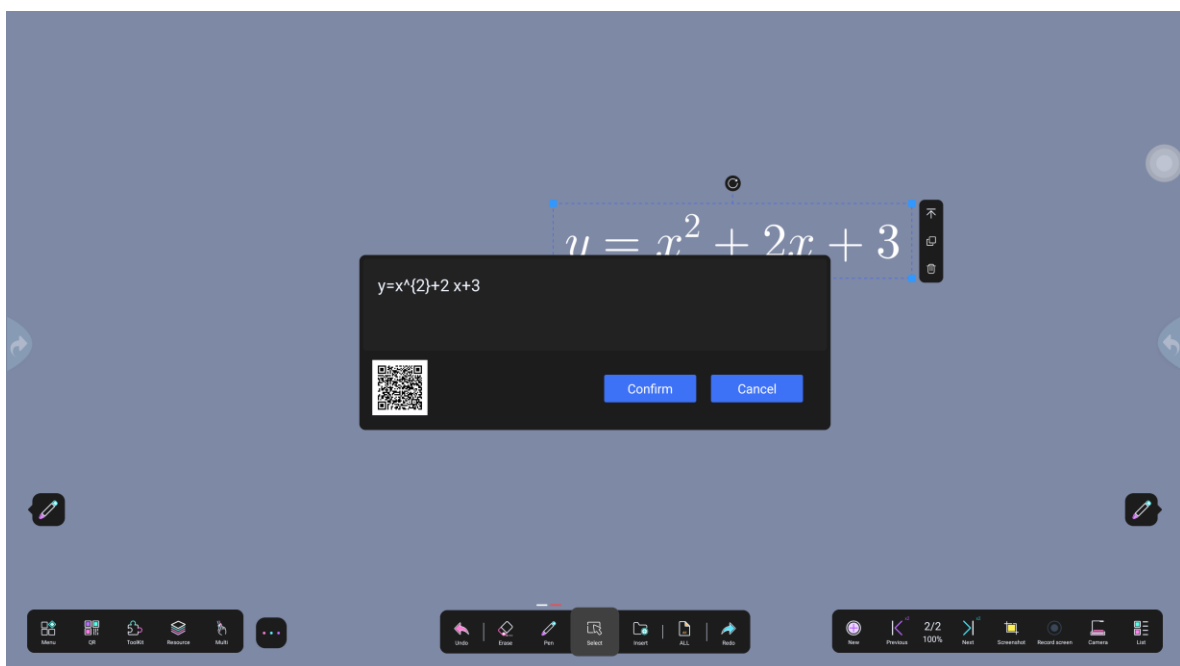 y = x² + 2x + 3
y=x^{2}+2 x+3
Confirm
Cancel
Menu
QR
ToolKit
Resource
Multi
Undo
Erase
Pen
Select
Insert
ALL
Redo
New
Previous
2/2
100%
Next
Screenshot
Record screen
Camera
List